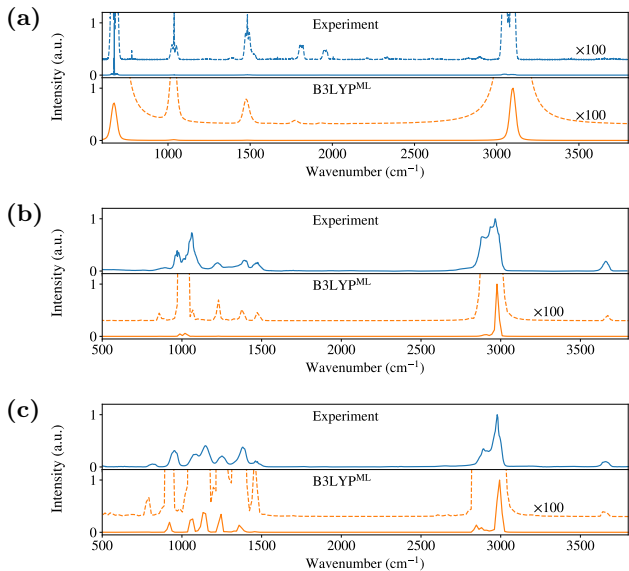 (a)
Intensity (a.u.)
1
Experiment
×100
0
1
B3LYP^ML
×100
0
1000 1500 2000 2500 3000 3500
Wavenumber (cm⁻¹)
(b)
Intensity (a.u.)
1
Experiment
0
1
B3LYP^ML
×100
0
500 1000 1500 2000 2500 3000 3500
Wavenumber (cm⁻¹)
(c)
Intensity (a.u.)
1
Experiment
0
1
B3LYP^ML
×100
0
500 1000 1500 2000 2500 3000 3500
Wavenumber (cm⁻¹)